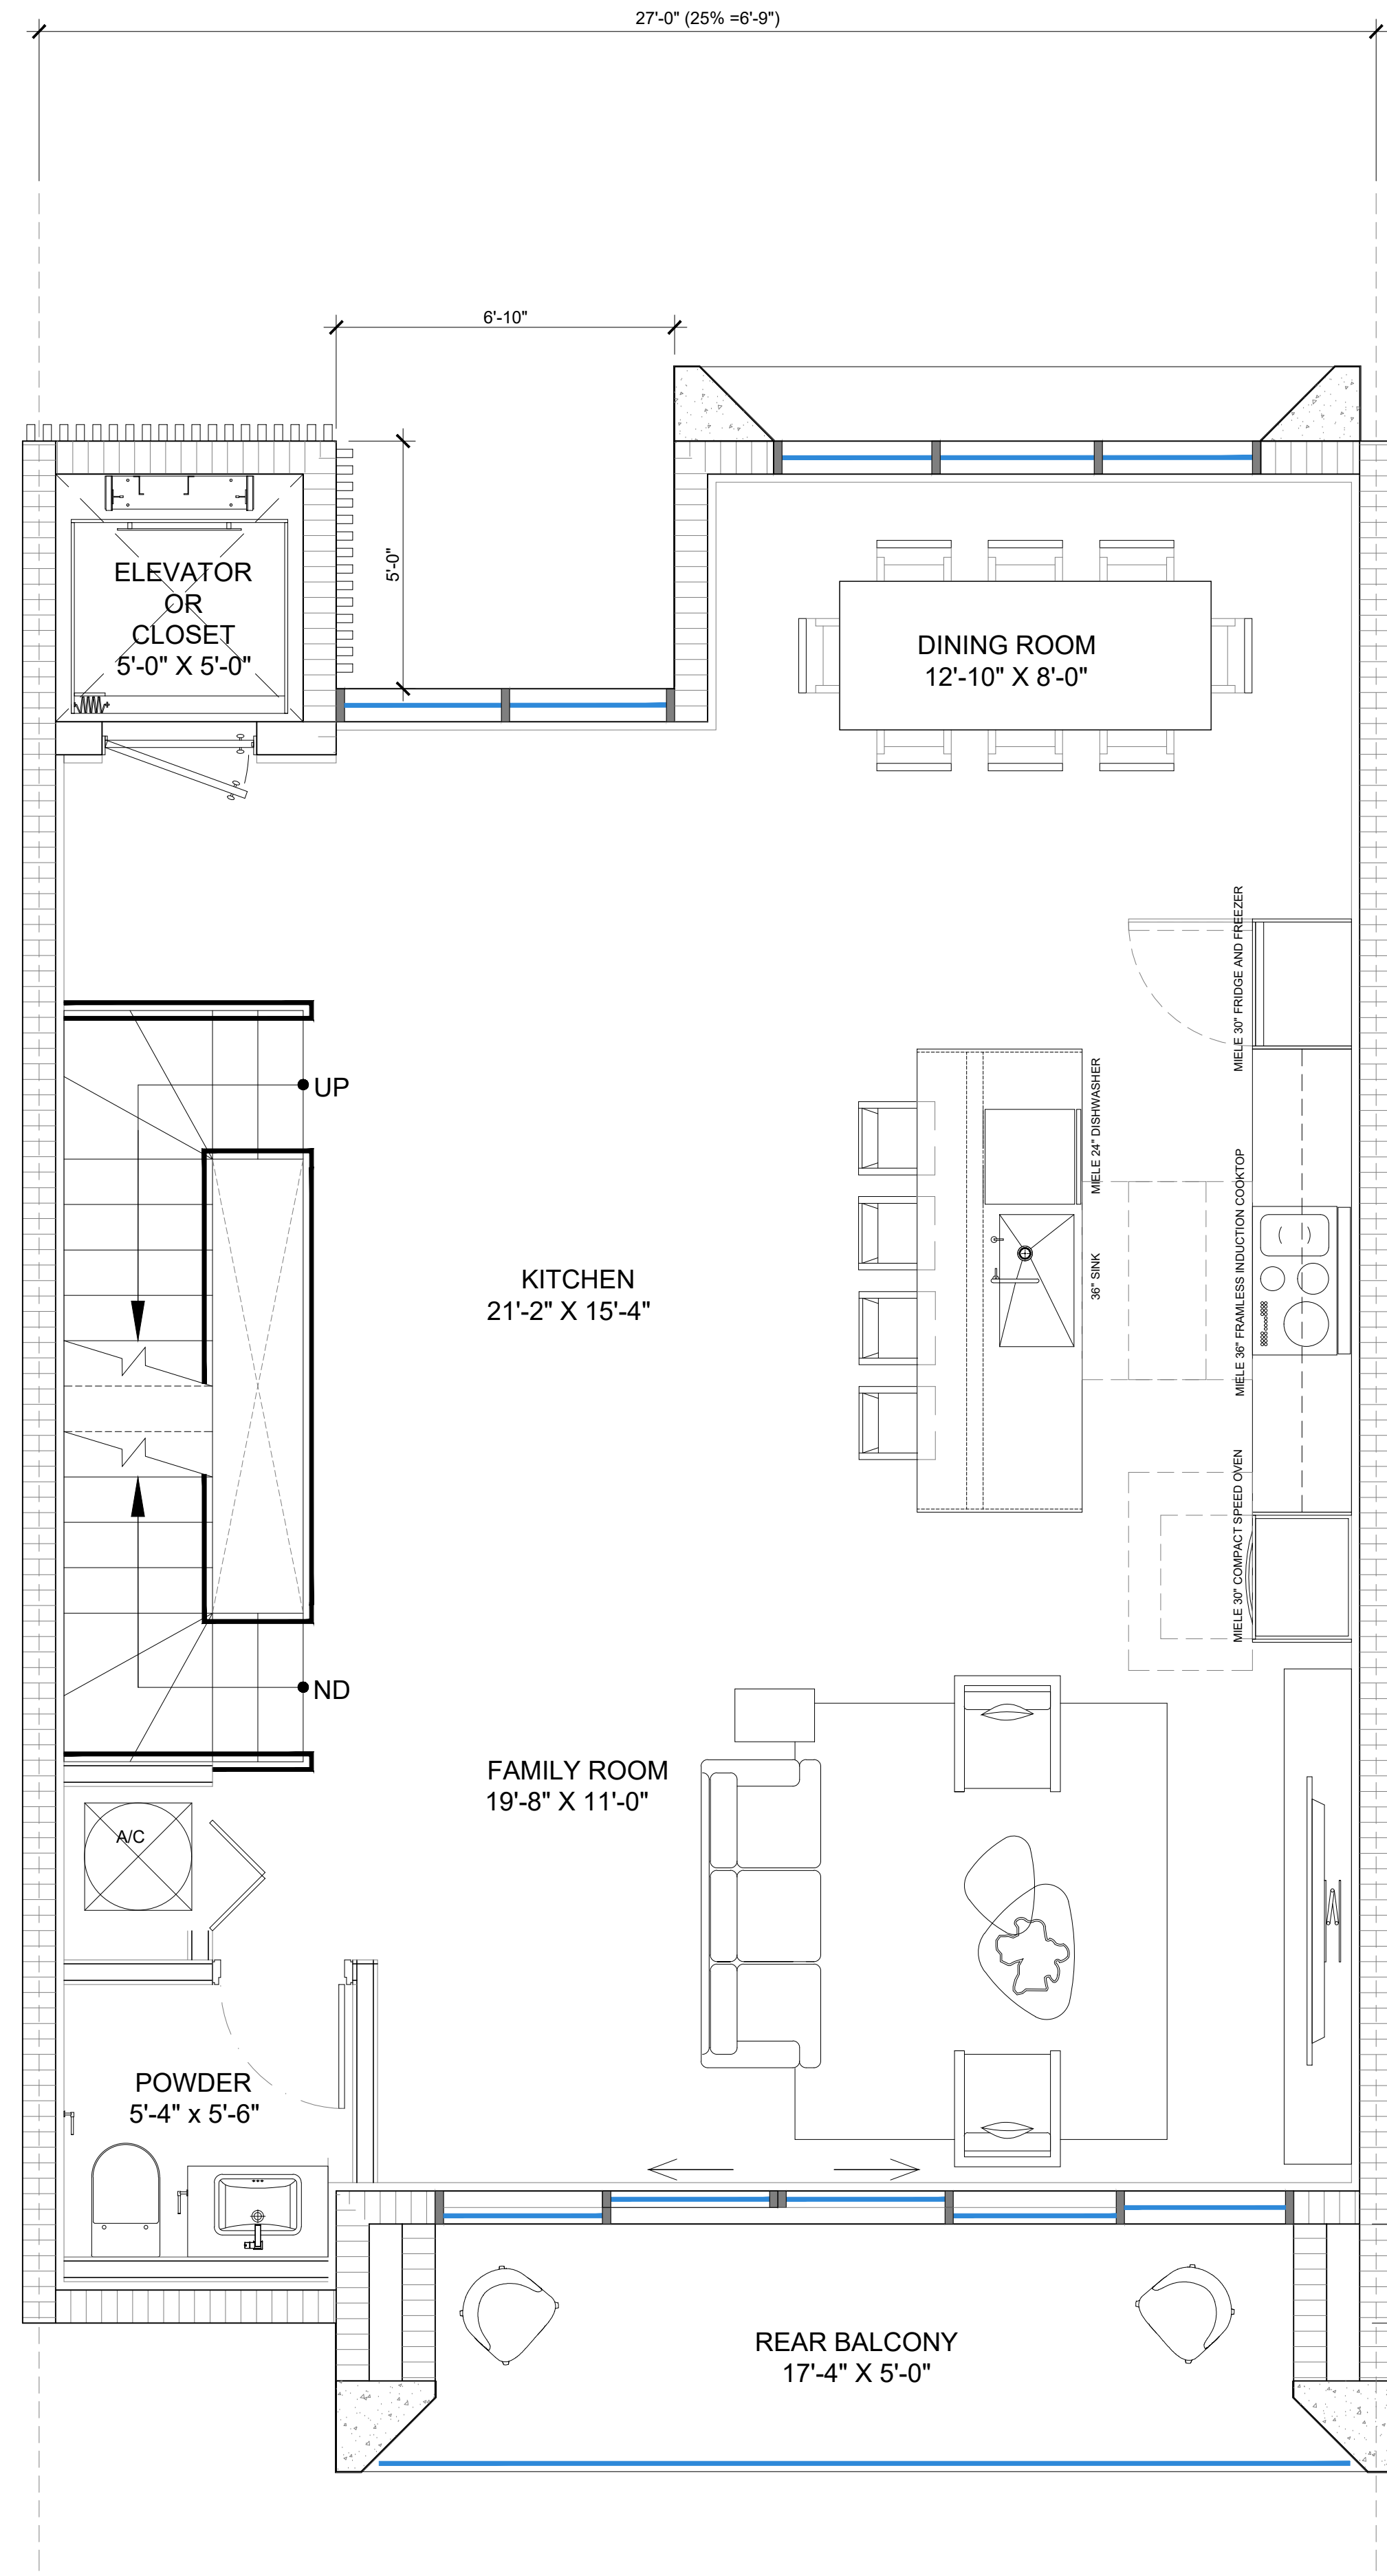 27'-0" (25% =6'-9")
6'-10"
5'-0"
ELEVATOR
OR
CLOSET
5'-0" X 5'-0"
DINING ROOM
12'-10" X 8'-0"
MIELE 30" FRIDGE AND FREEZER
UP
MIELE 24" DISHWASHER
MIELE 36" FRAMLESS INDUCTION COOKTOP
36" SINK
KITCHEN
21'-2" X 15'-4"
MIELE 30" COMPACT SPEED OVEN
ND
FAMILY ROOM
19'-8" X 11'-0"
A/C
POWDER
5'-4" x 5'-6"
REAR BALCONY
17'-4" X 5'-0"